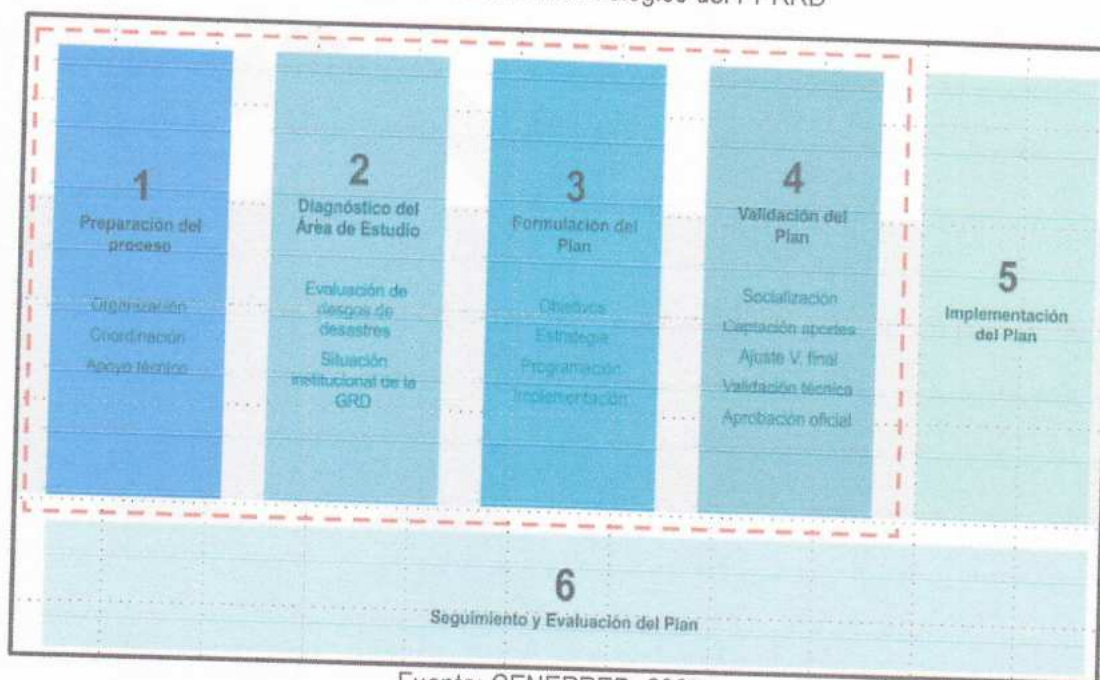 del PPRRD
1
Preparación del
proceso
Organización
Coordinación
Apoyo técnico
2
Diagnóstico del
Área de Estudio
Evaluación de
riesgos de
desastres
Situación
institucional de la
GRD
3
Formulación del
Plan
Objetivos
Estrategia
Programación
Implementación
4
Validación del
Plan
Socialización
Captación aportes
Ajuste V. final
Validación técnica
Aprobación oficial
5
Implementación
del Plan
6
Seguimiento y Evaluación del Plan
Fuente: CENEPRED